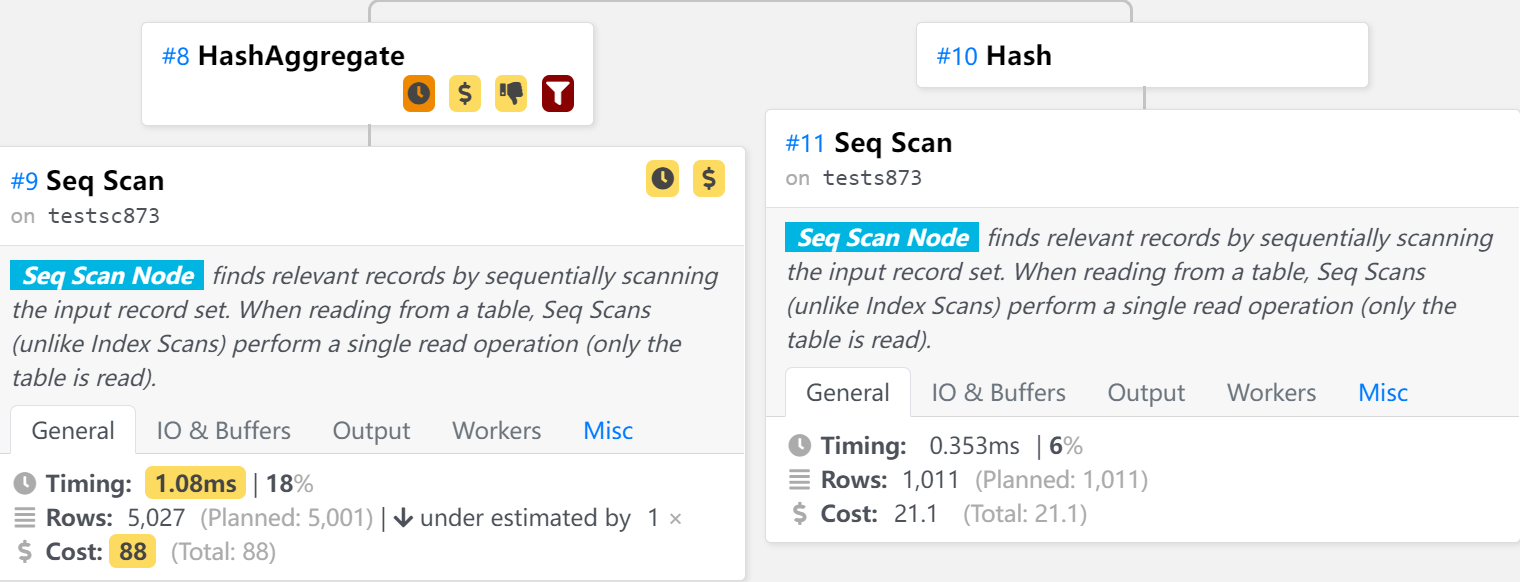 #8 HashAggregate
#9 Seq Scan
on testsc873
Seq Scan Node finds relevant records by sequentially scanning
the input record set. When reading from a table, Seq Scans
(unlike Index Scans) perform a single read operation (only the
table is read).
General IO & Buffers Output Workers Misc
Timing: 1.08ms | 18%
Rows: 5,027 (Planned: 5,001) | under estimated by 1 ×
$ Cost: 88 (Total: 88)
#10 Hash
#11 Seq Scan
on tests873
Seq Scan Node finds relevant records by sequentially scanning
the input record set. When reading from a table, Seq Scans
(unlike Index Scans) perform a single read operation (only the
table is read).
General IO & Buffers Output Workers Misc
Timing: 0.353ms | 6%
Rows: 1,011 (Planned: 1,011)
$ Cost: 21.1 (Total: 21.1)